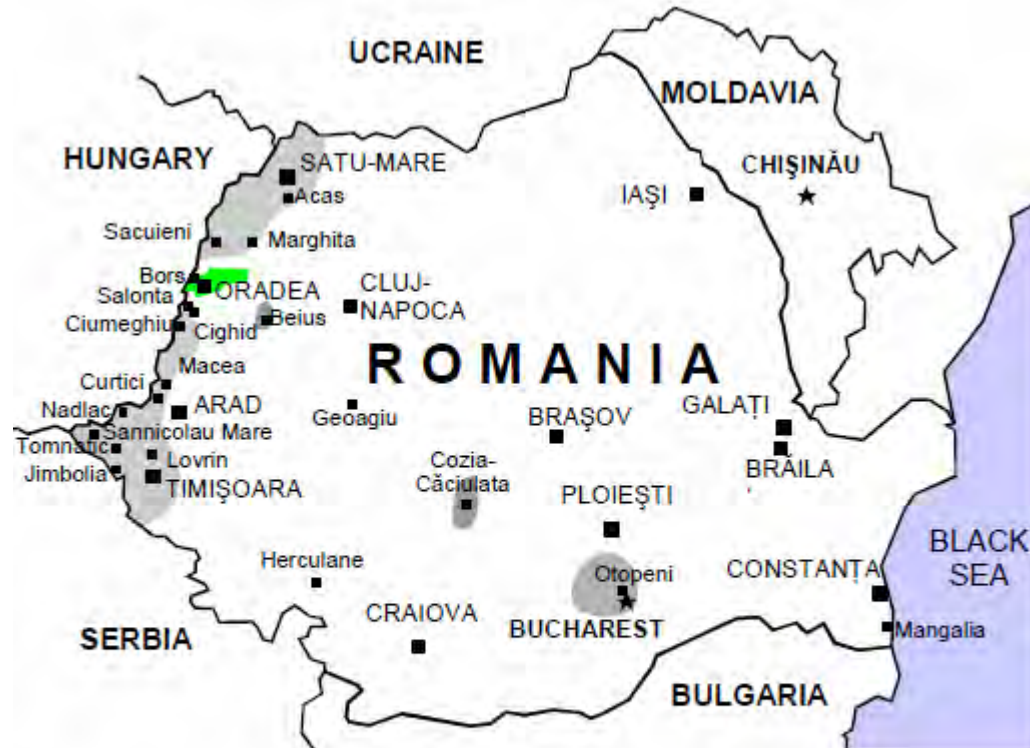 UCRAINE
MOLDAVIA
HUNGARY
SATU-MARE
CHIŞINĂU
Acas
IAŞI
Sacuieni
Marghita
Bors
ORADEA
CLUJ-
NAPOCA
Salonta
Ciumeghiu
Cighid
Beius
ROMANIA
Macea
Curtici
Nadlac
ARAD
Geoagiu
BRAŞOV
GALAȚI
Sannicolau Mare
Tomnatic
Lovrin
Jimbolia
TIMIŞOARA
Cozia-
Căciulata
BRĂILA
PLOIEŞTI
BLACK
SEA
Herculane
Otopeni
CONSTANȚA
CRAIOVA
BUCHAREST
Mangalia
SERBIA
BULGARIA